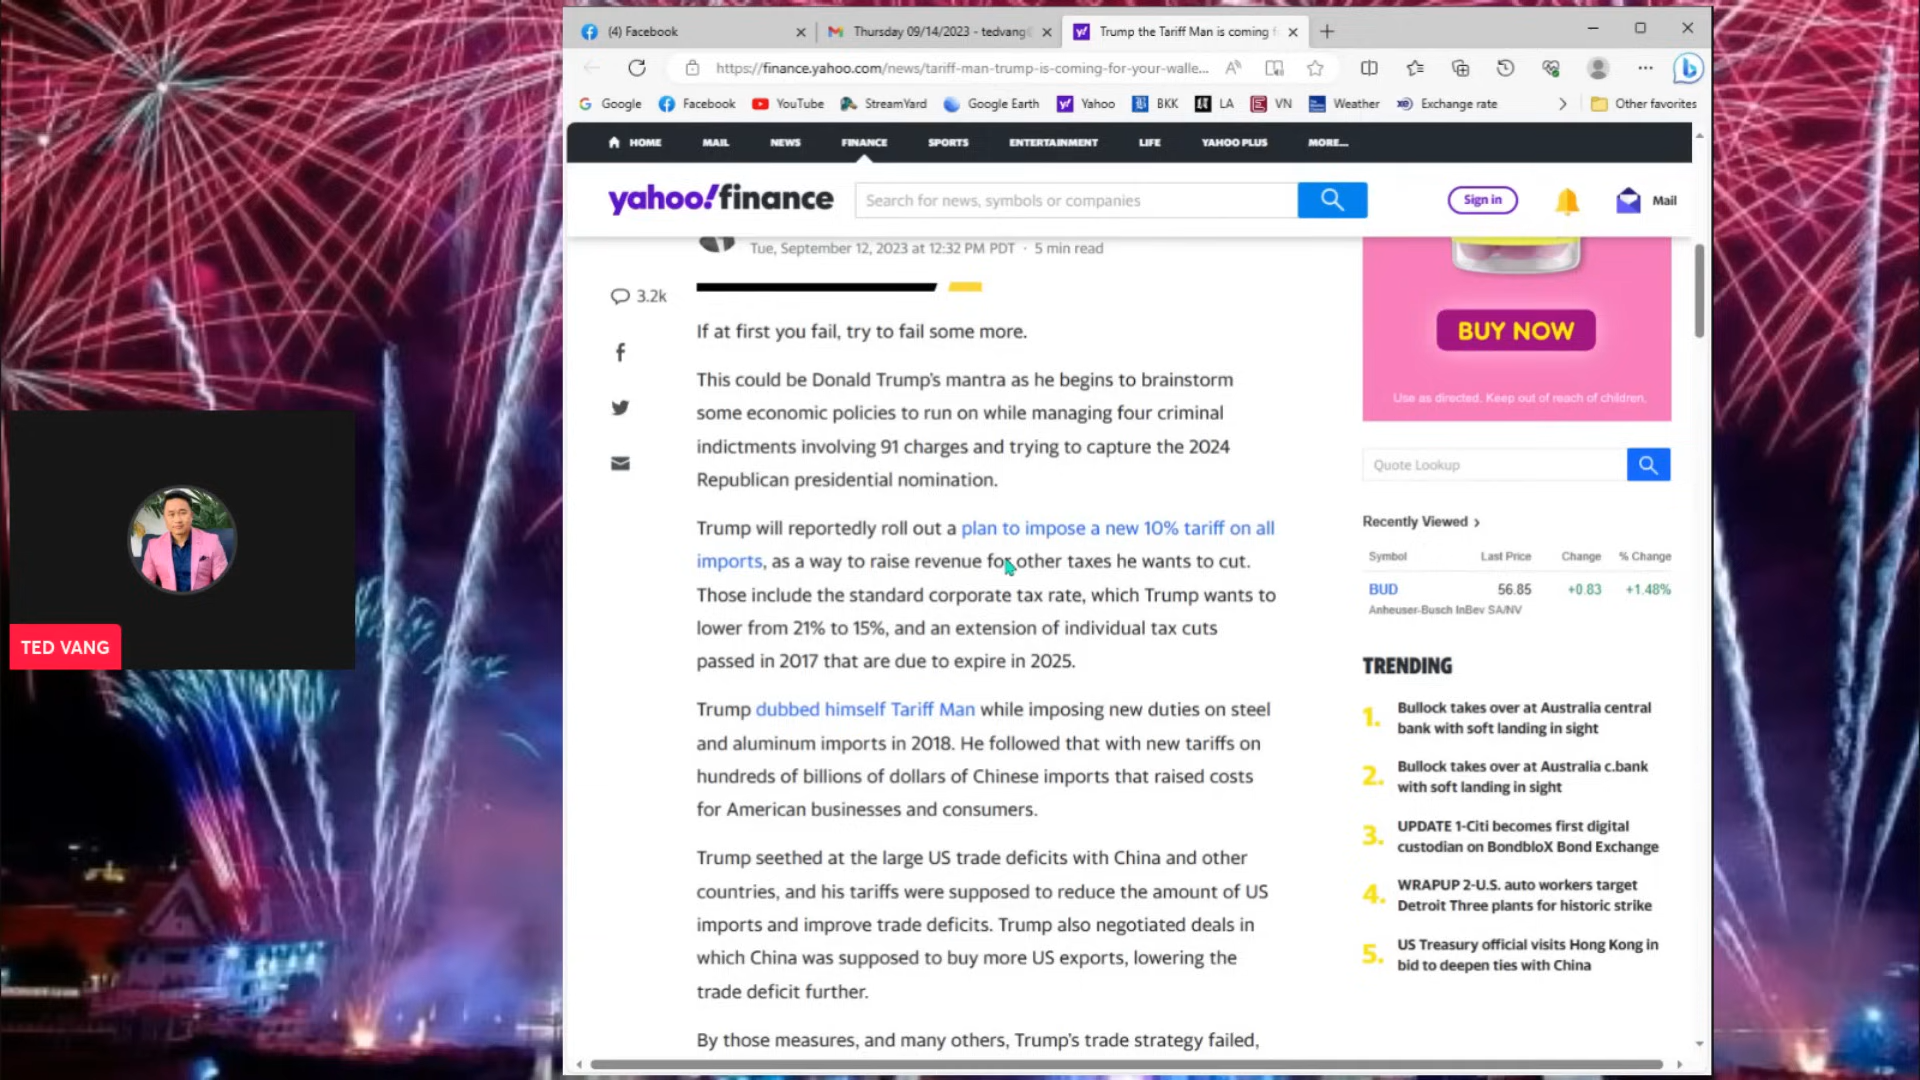 (4) Facebook
Thursday 09/14/2023 - tedvang
Trump the Tariff Man is coming f
https://finance.yahoo.com/news/tariff-man-trump-is-coming-for-your-walle...
Google
Facebook
YouTube
StreamYard
Google Earth
Yahoo
BKK
LA
VN
Weather
Exchange rate
Other favorites
HOME
MAIL
NEWS
FINANCE
SPORTS
ENTERTAINMENT
LIFE
YAHOO PLUS
MORE...
yahoo!finance
Search for news, symbols or companies
Sign in
Mail
Tue, September 12, 2023 at 12:32 PM PDT · 5 min read
3.2k
If at first you fail, try to fail some more.
This could be Donald Trump's mantra as he begins to brainstorm
some economic policies to run on while managing four criminal
indictments involving 91 charges and trying to capture the 2024
Republican presidential nomination.
Trump will reportedly roll out a plan to impose a new 10% tariff on all
imports, as a way to raise revenue for other taxes he wants to cut.
Those include the standard corporate tax rate, which Trump wants to
lower from 21% to 15%, and an extension of individual tax cuts
passed in 2017 that are due to expire in 2025.
Trump dubbed himself Tariff Man while imposing new duties on steel
and aluminum imports in 2018. He followed that with new tariffs on
hundreds of billions of dollars of Chinese imports that raised costs
for American businesses and consumers.
Trump seethed at the large US trade deficits with China and other
countries, and his tariffs were supposed to reduce the amount of US
imports and improve trade deficits. Trump also negotiated deals in
which China was supposed to buy more US exports, lowering the
trade deficit further.
By those measures, and many others, Trump's trade strategy failed,
BUY NOW
Use as directed. Keep out of reach of children.
Quote Lookup
Recently Viewed
Symbol Last Price Change % Change
BUD 56.85 +0.83 +1.48%
Anheuser-Busch InBev SA/NV
TRENDING
1. Bullock takes over at Australia central
bank with soft landing in sight
2. Bullock takes over at Australia c.bank
with soft landing in sight
3. UPDATE 1-Citi becomes first digital
custodian on BondbloX Bond Exchange
4. WRAPUP 2-U.S. auto workers target
Detroit Three plants for historic strike
5. US Treasury official visits Hong Kong in
bid to deepen ties with China
TED VANG